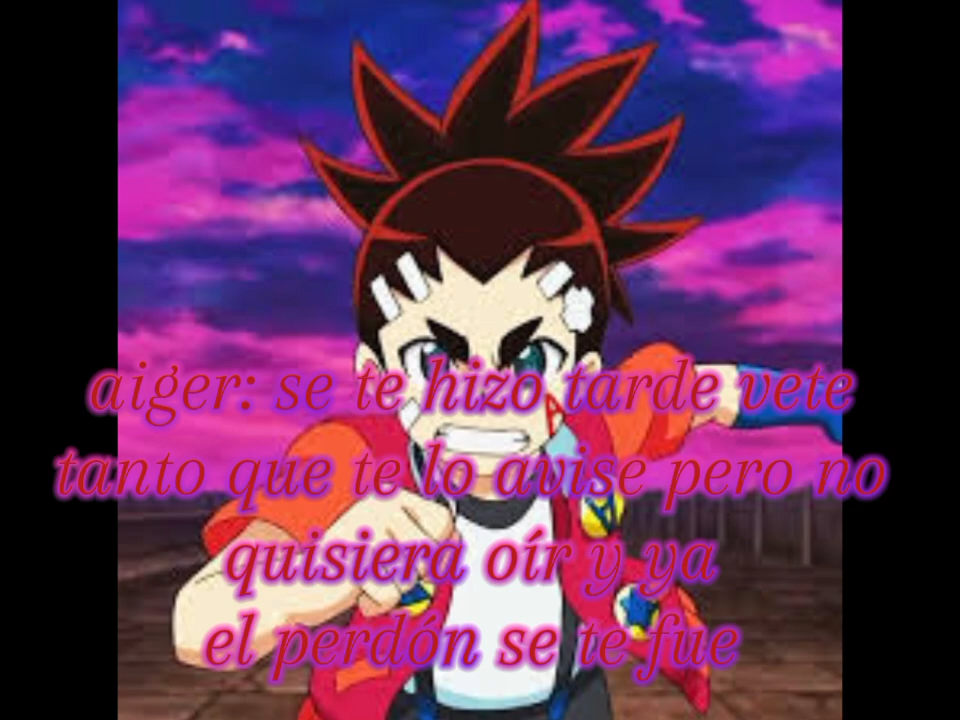 aiger: se te hizo tarde vete
tanto que te lo avise pero no
quisiera oír y ya
el perdón se te fue